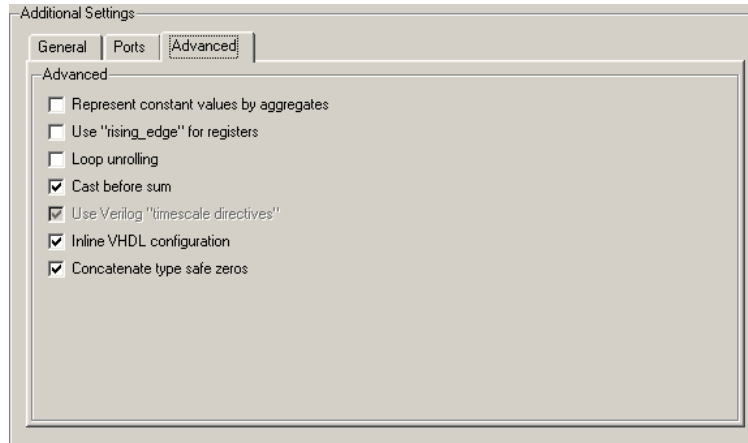 Additional Settings
General Ports Advanced
Advanced
Represent constant values by aggregates
Use "rising_edge" for registers
Loop unrolling
Cast before sum
Use Verilog "timescale directives"
Inline VHDL configuration
Concatenate type safe zeros